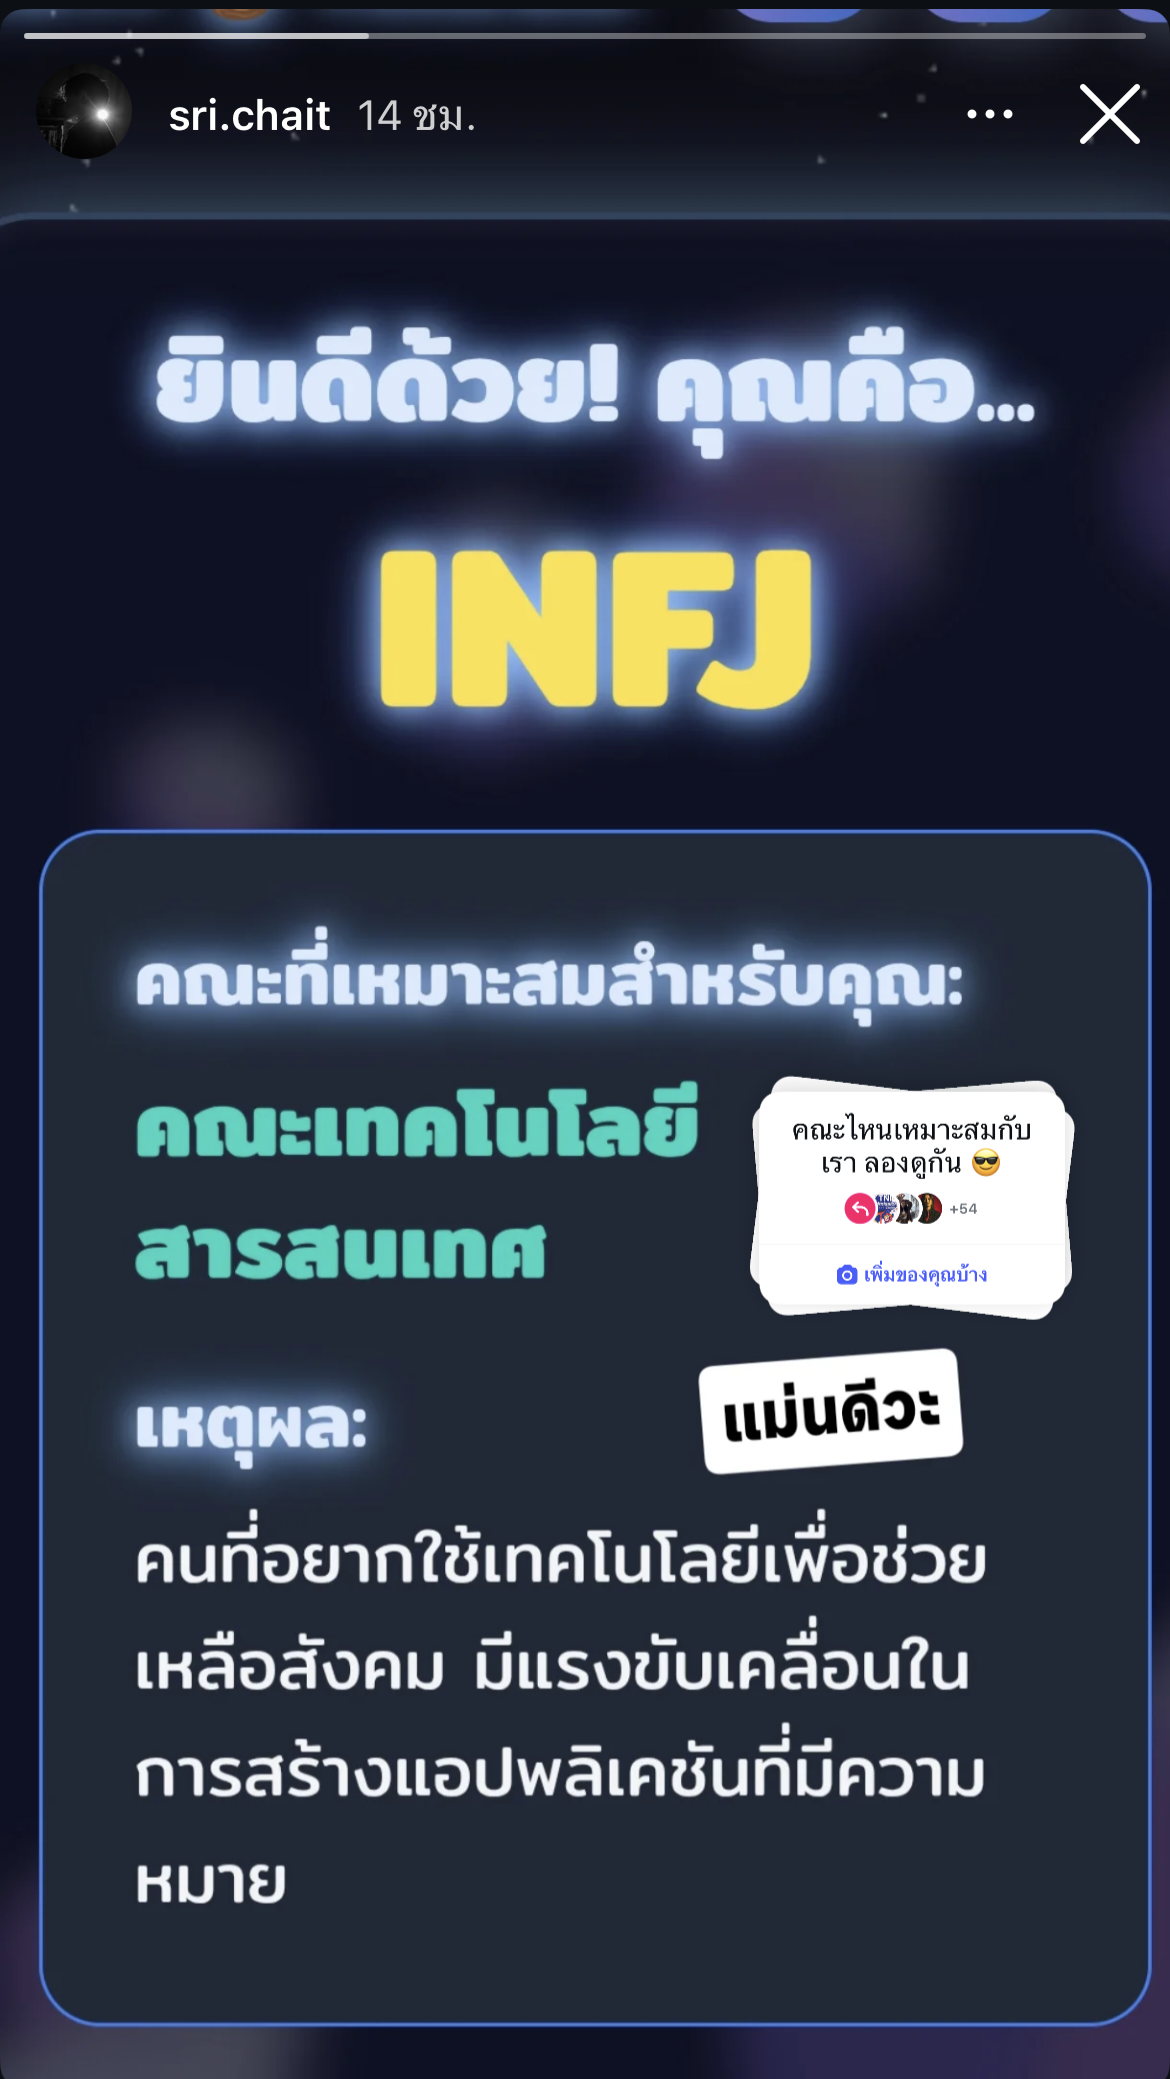 sri.chait 14 ชม.
ยินดีด้วย! คุณคือ...
INFJ
คณะที่เหมาะสมสำหรับคุณ:
คณะเทคโนโลยี
สารสนเทศ
คณะไหนเหมาะสมกับ
เรา ลองดูกัน 😎
+54
เพิ่มของคุณบ้าง
แม่นดีวะ
เหตุผล:
คนที่อยากใช้เทคโนโลยีเพื่อช่วย
เหลือสังคม มีแรงขับเคลื่อนใน
การสร้างแอปพลิเคชันที่มีความ
หมาย